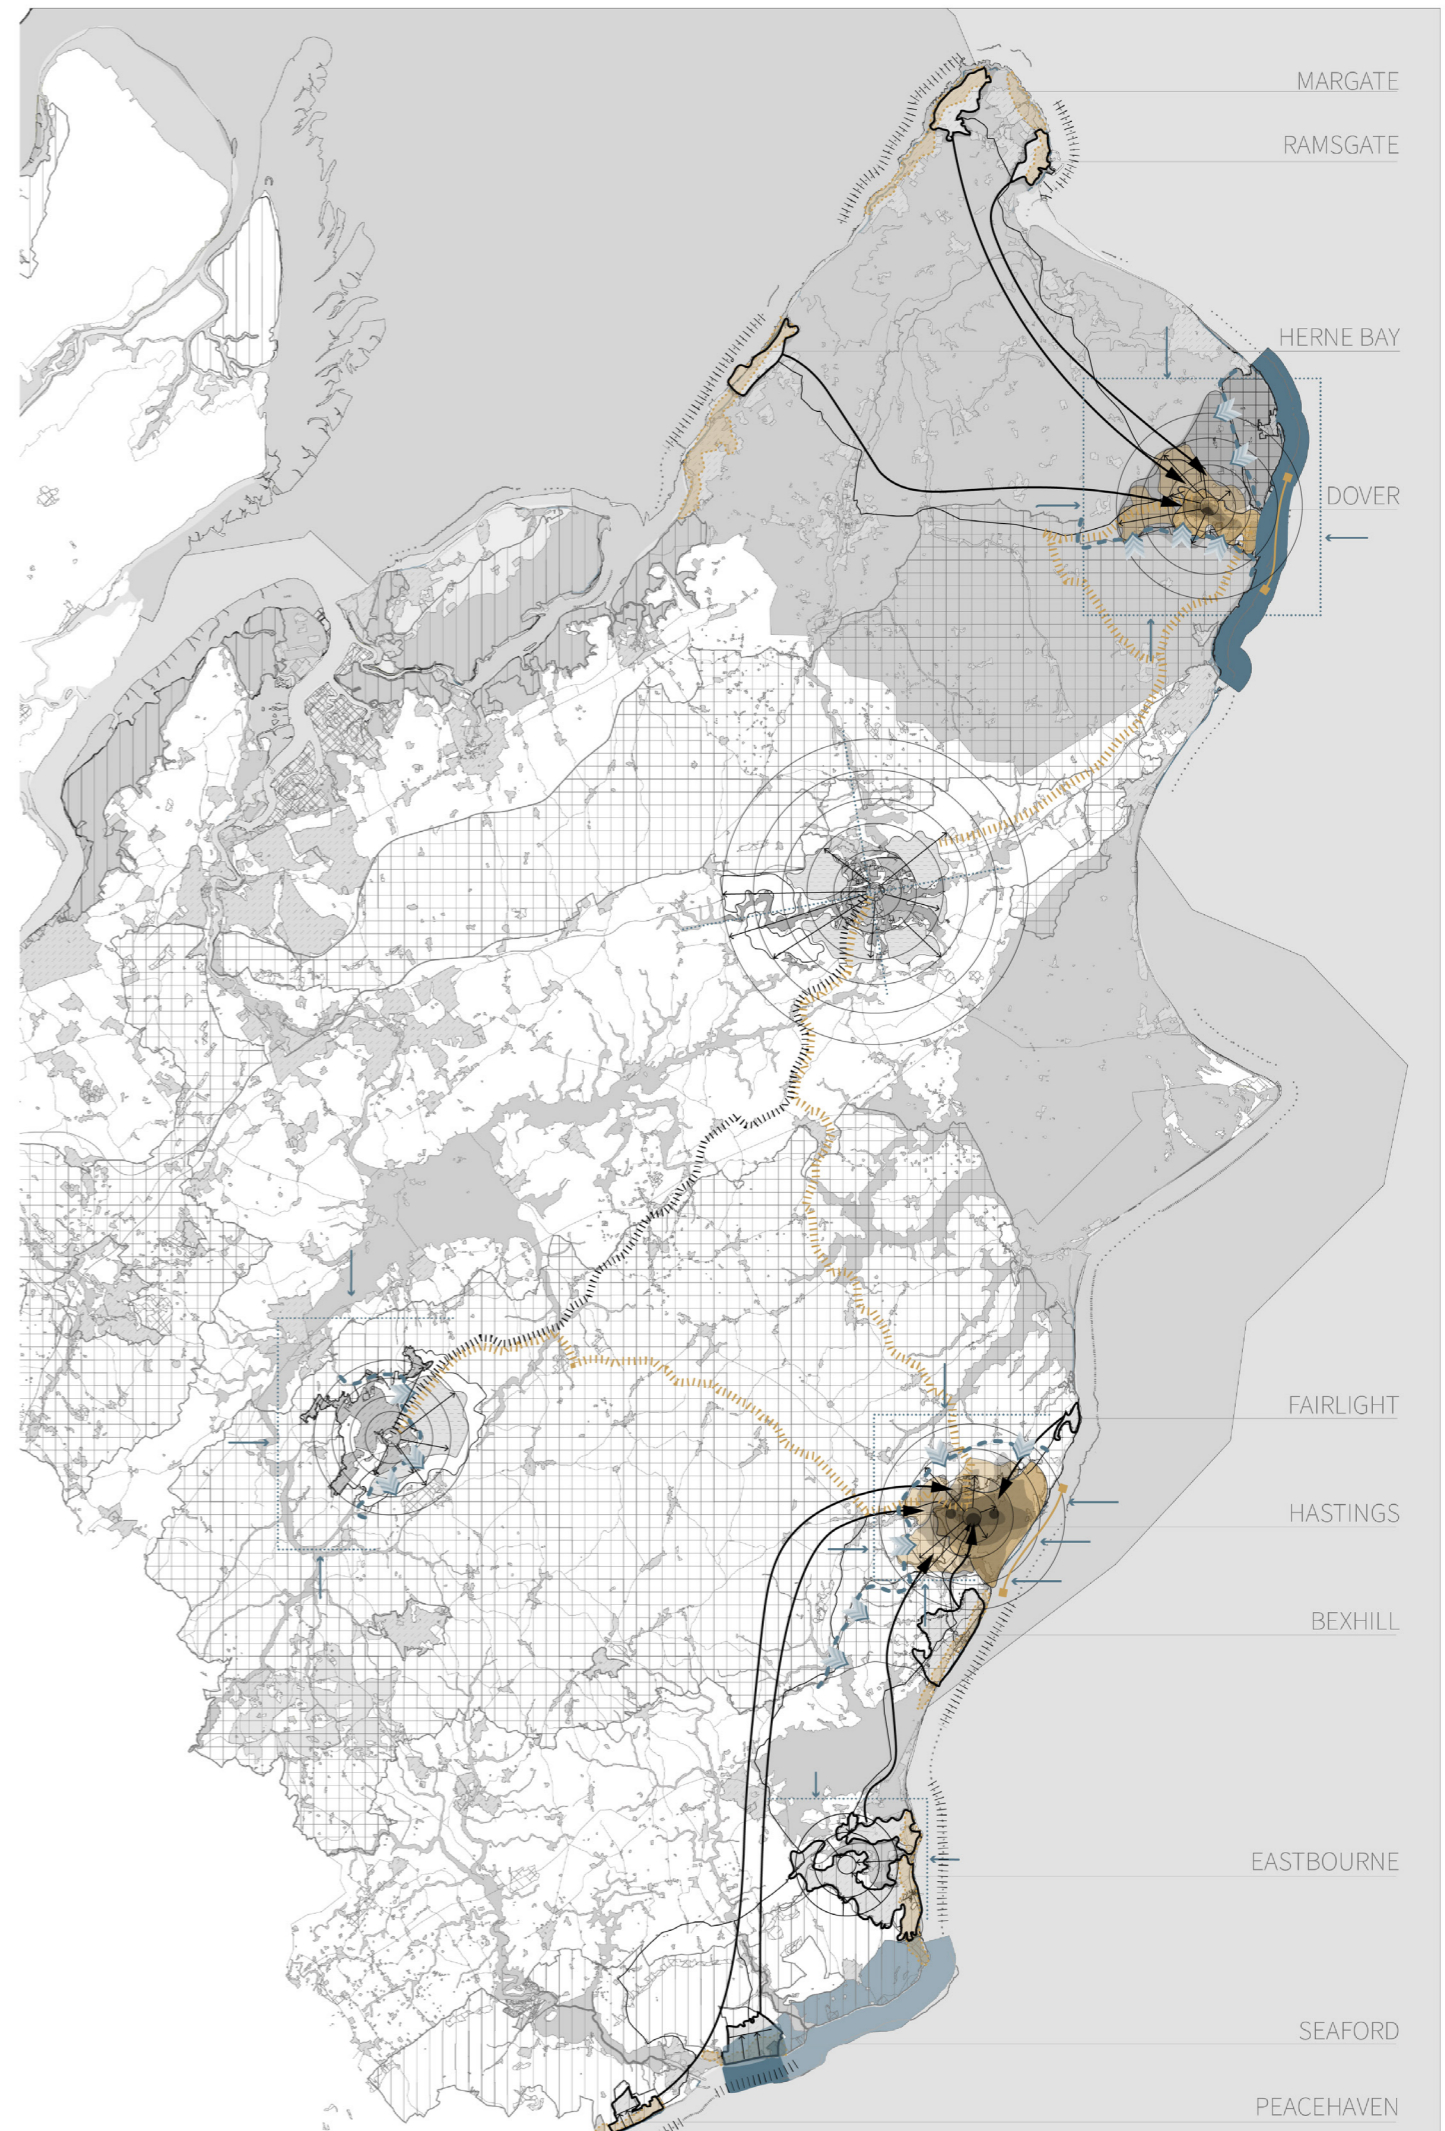 MARGATE
RAMSGATE
HERNE BAY
DOVER
FAIRLIGHT
HASTINGS
BEXHILL
EASTBOURNE
SEAFORD
PEACEHAVEN